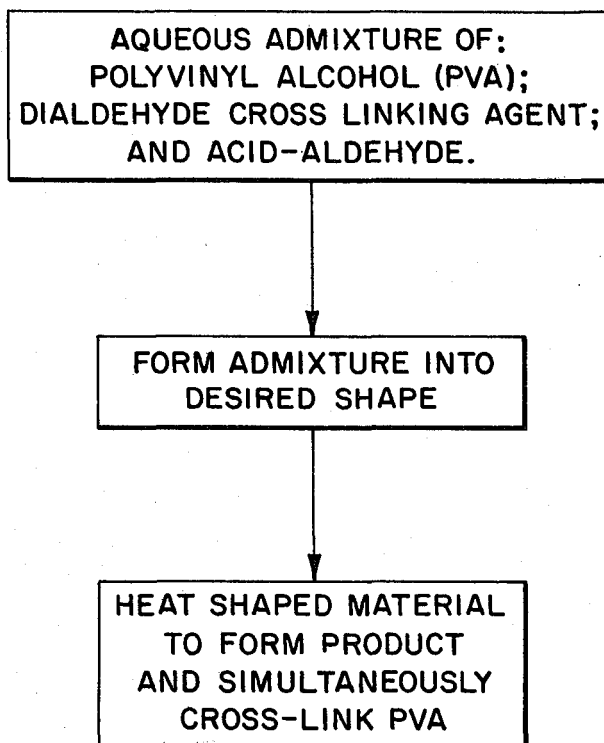 AQUEOUS ADMIXTURE OF:
POLYVINYL ALCOHOL (PVA);
DIALDEHYDE CROSS LINKING AGENT;
AND ACID-ALDEHYDE.
FORM ADMIXTURE INTO
DESIRED SHAPE
HEAT SHAPED MATERIAL
TO FORM PRODUCT
AND SIMULTANEOUSLY
CROSS-LINK PVA